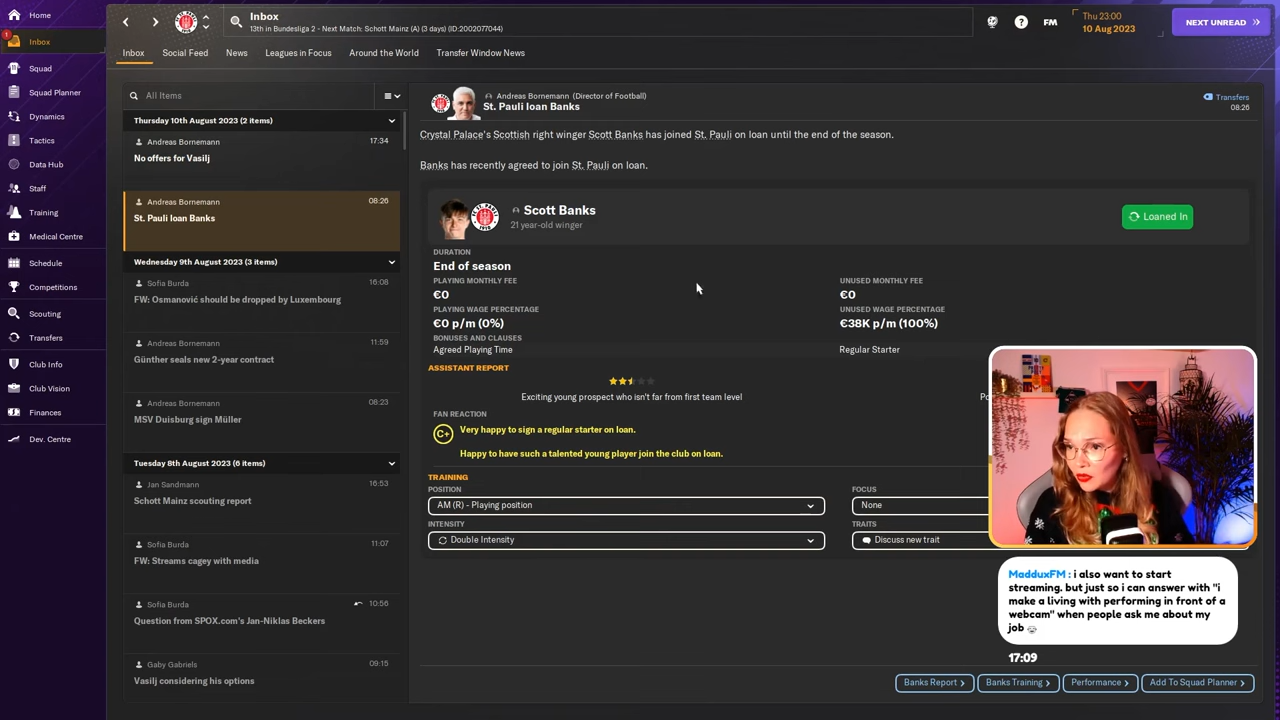 Home
1
Inbox
Squad
Squad Planner
Dynamics
Tactics
Data Hub
Staff
Training
Medical Centre
Schedule
Competitions
Scouting
Transfers
Club Info
Club Vision
Finances
Dev. Centre
Inbox
13th in Bundesliga 2 - Next Match: Schott Mainz (A) (3 days) (ID:2002077044)
?
FM
Thu 23:00
10 Aug 2023
NEXT UNREAD
Inbox
Social Feed
News
Leagues in Focus
Around the World
Transfer Window News
All Items
Thursday 10th August 2023 (2 items)
Andreas Bornemann
17:34
No offers for Vasilj
Andreas Bornemann
08:26
St. Pauli loan Banks
Wednesday 9th August 2023 (3 items)
Sofia Burda
16:08
FW: Osmanović should be dropped by Luxembourg
Andreas Bornemann
11:59
Günther seals new 2-year contract
Andreas Bornemann
08:23
MSV Duisburg sign Müller
Tuesday 8th August 2023 (6 items)
Jan Sandmann
16:53
Schott Mainz scouting report
Sofia Burda
11:07
FW: Streams cagey with media
Sofia Burda
10:56
Question from SPOX.com's Jan-Niklas Beckers
Gaby Gabriels
09:15
Vasilj considering his options
Andreas Bornemann (Director of Football)
St. Pauli loan Banks
Transfers
08:26
Crystal Palace's Scottish right winger Scott Banks has joined St. Pauli on loan until the end of the season.
Banks has recently agreed to join St. Pauli on loan.
Scott Banks
21 year-old winger
Loaned In
DURATION
End of season
PLAYING MONTHLY FEE
€0
UNUSED MONTHLY FEE
€0
PLAYING WAGE PERCENTAGE
€0 p/m (0%)
UNUSED WAGE PERCENTAGE
€38K p/m (100%)
BONUSES AND CLAUSES
Agreed Playing Time
Regular Starter
ASSISTANT REPORT
Exciting young prospect who isn't far from first team level
FAN REACTION
C+
Very happy to sign a regular starter on loan.
Happy to have such a talented young player join the club on loan.
TRAINING
POSITION
AM (R) - Playing position
FOCUS
None
INTENSITY
Double Intensity
TRAITS
Discuss new trait
MadduxFM : i also want to start
streaming. but just so i can answer with "i
make a living with performing in front of a
webcam" when people ask me about my
job
17:09
Banks Report
Banks Training
Performance
Add To Squad Planner